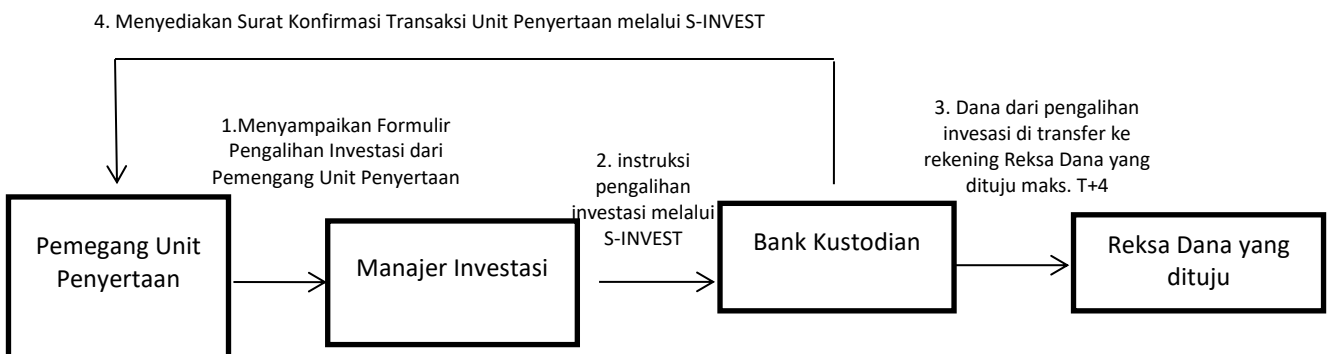 4. Menyediakan Surat Konfirmasi Transaksi Unit Penyertaan melalui S-INVEST
1.Menyampaikan Formulir
Pengalihan Investasi dari
Pemengang Unit Penyertaan
2. instruksi
pengalihan
investasi melalui
S-INVEST
3. Dana dari pengalihan
invesasi di transfer ke
rekening Reksa Dana yang
dituju maks. T+4
Pemegang Unit
Penyertaan
Manajer Investasi
Bank Kustodian
Reksa Dana yang
dituju